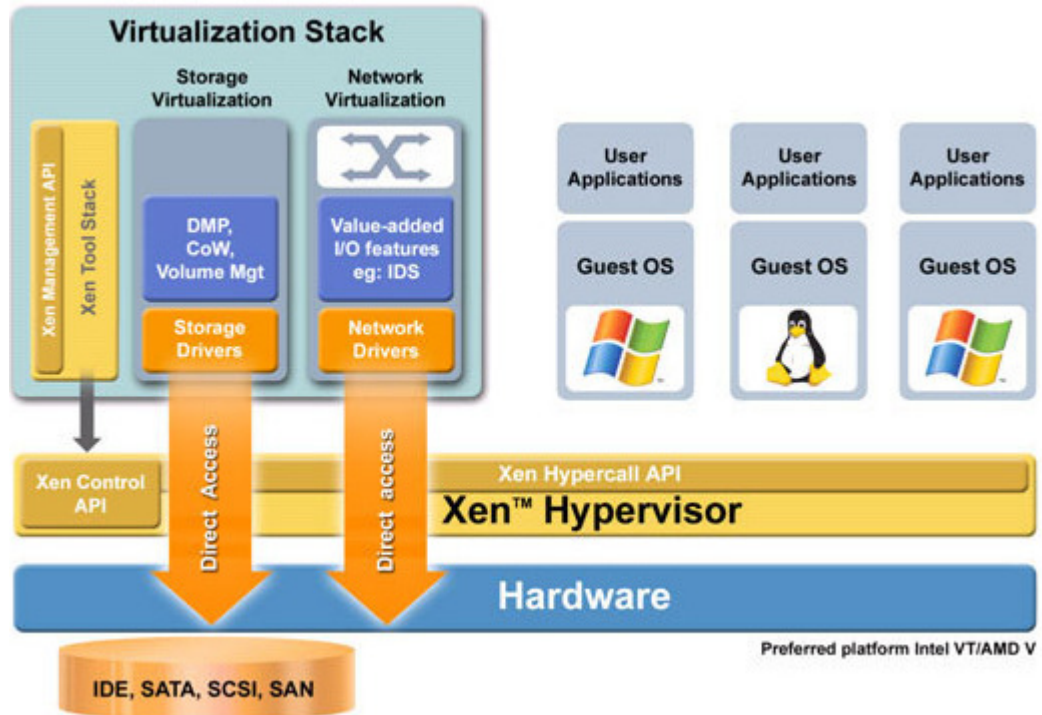 Virtualization Stack
Storage
Virtualization
Network
Virtualization
Xen Management API
Xen Tool Stack
DMP,
CoW,
Volume Mgt
Value-added
I/O features
eg: IDS
Storage
Drivers
Network
Drivers
User
Applications
User
Applications
User
Applications
Guest OS
Guest OS
Guest OS
Direct Access
Direct access
Xen Control
API
Xen Hypercall API
Xen™ Hypervisor
Hardware
Preferred platform Intel VT/AMD V
IDE, SATA, SCSI, SAN